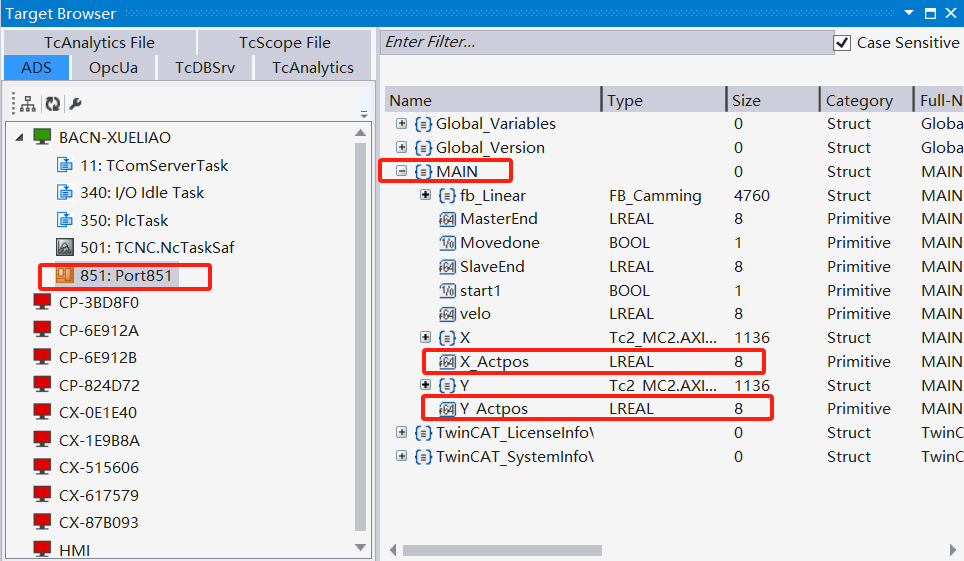 Target Browser
TcAnalytics File TcScope File
ADS OpcUa TcDBSrv TcAnalytics
BACN-XUELIAO
11: TComServerTask
340: I/O Idle Task
350: PlcTask
501: TCNC.NcTaskSaf
851: Port851
CP-3BD8F0
CP-6E912A
CP-6E912B
CP-824D72
CX-0E1E40
CX-1E9B8A
CX-515606
CX-617579
CX-87B093
HMI
Enter Filter... Case Sensitive
Name Type Size Category Full-N
Global_Variables 0 Struct Globa
Global_Version 0 Struct Globa
MAIN 0 Struct MAIN
fb_Linear FB_Camming 4760 Struct MAIN
MasterEnd LREAL 8 Primitive MAIN
Movedone BOOL 1 Primitive MAIN
SlaveEnd LREAL 8 Primitive MAIN
start1 BOOL 1 Primitive MAIN
velo LREAL 8 Primitive MAIN
X Tc2_MC2.AXI... 1136 Struct MAIN
X_Actpos LREAL 8 Primitive MAIN
Y Tc2_MC2.AXI... 1136 Struct MAIN
Y_Actpos LREAL 8 Primitive MAIN
TwinCAT_LicenseInfo\ 0 Struct TwinC
TwinCAT_SystemInfo\ 0 Struct TwinC